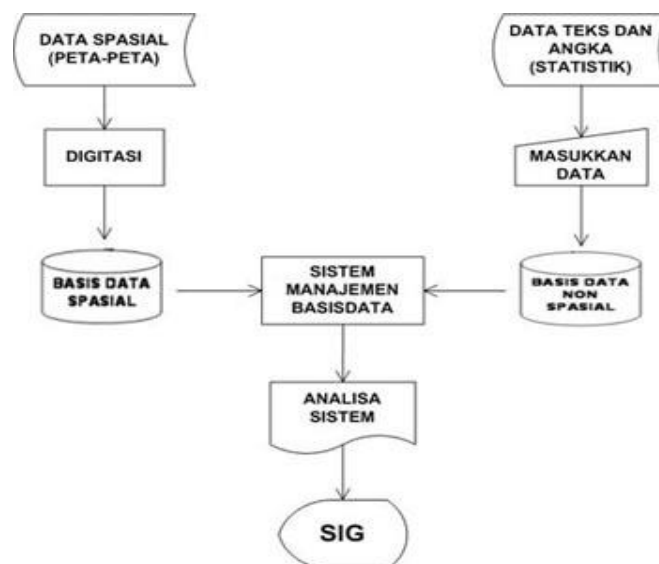 DATA SPASIAL
(PETA-PETA)
DATA TEKS DAN
ANGKA
(STATISTIK)
DIGITASI
MASUKKAN
DATA
BASIS DATA
SPASIAL
SISTEM
MANAJEMEN
BASISDATA
BASIS DATA
NON
SPASIAL
ANALISA
SISTEM
SIG